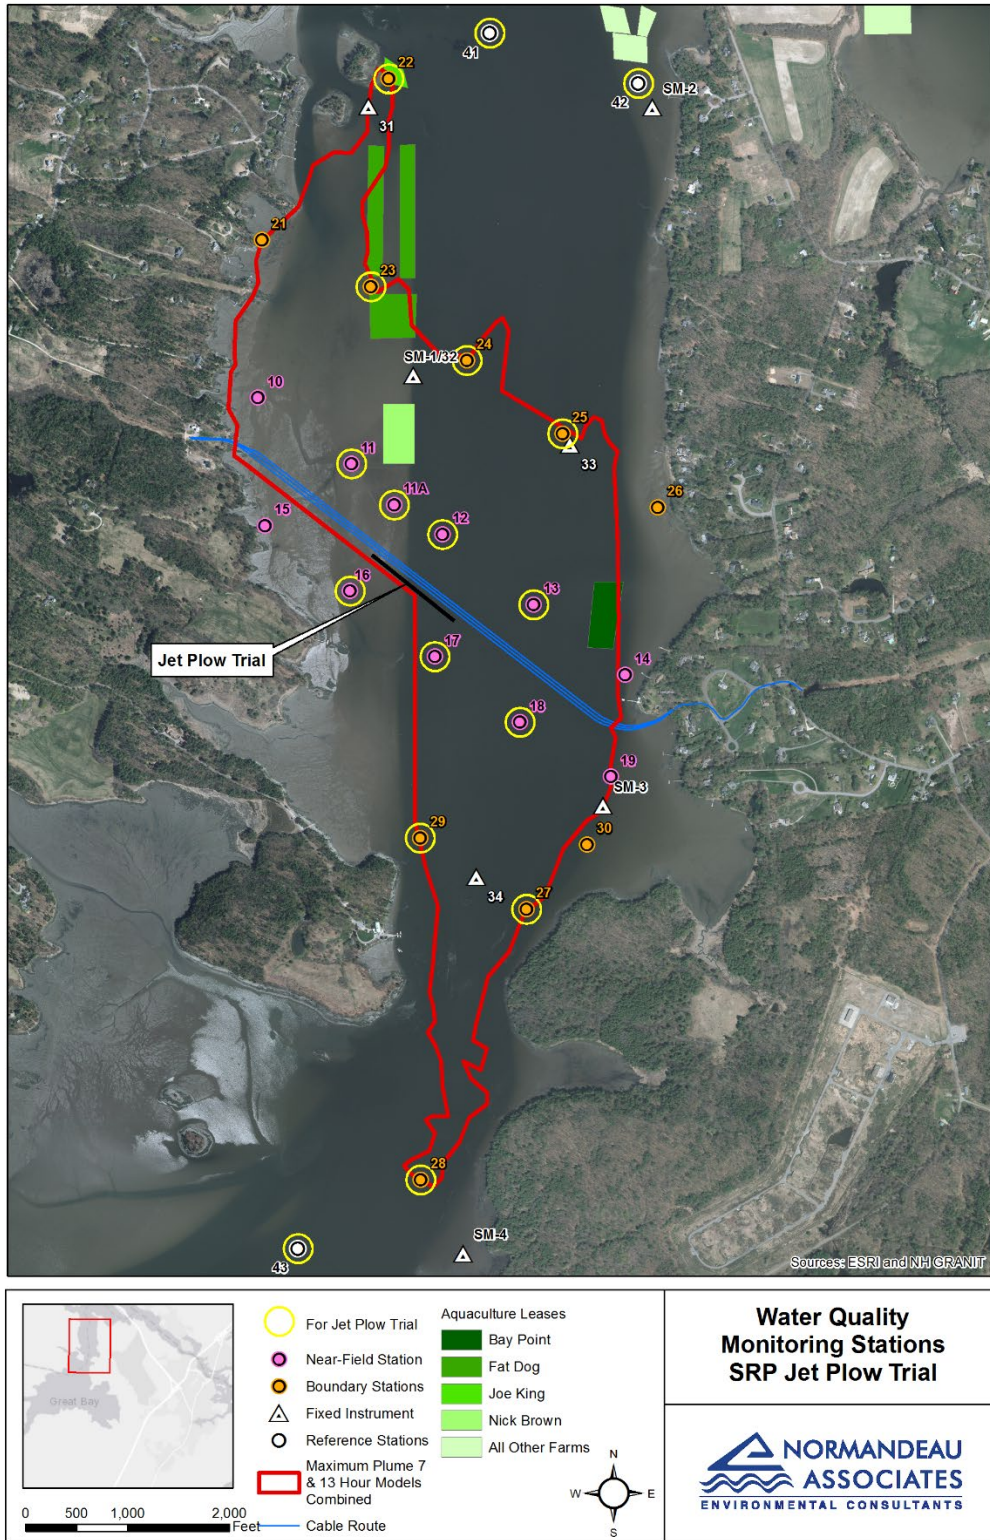 41
22
42
SM-2
31
21
23
24
SM-1/32
10
25
33
11
26
11A
15
12
16
13
Jet Plow Trial
17
14
18
19
SM-3
29
30
34
27
28
SM-4
43
Sources: ESRI and NH GRANIT
Great Bay
0 500 1,000 2,000
Feet
For Jet Plow Trial
Near-Field Station
Boundary Stations
Fixed Instrument
Reference Stations
Maximum Plume 7
& 13 Hour Models
Combined
Cable Route
Aquaculture Leases
Bay Point
Fat Dog
Joe King
Nick Brown
All Other Farms
N
W E
S
Water Quality
Monitoring Stations
SRP Jet Plow Trial
NORMANDEAU
ASSOCIATES
ENVIRONMENTAL CONSULTANTS